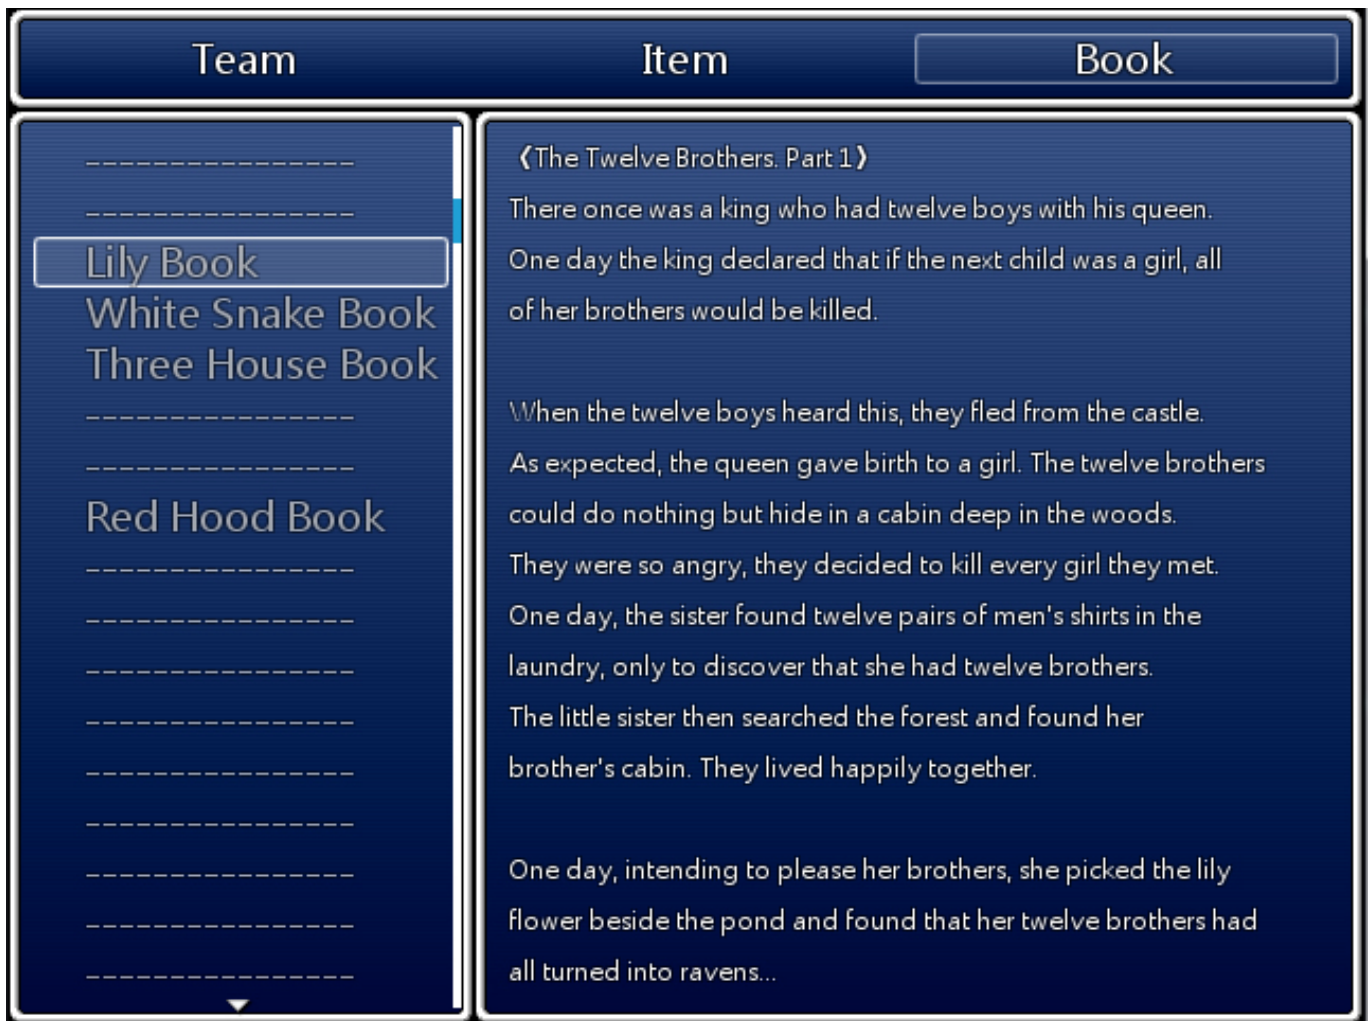 Team
Item
Book
----------------
----------------
Lily Book
White Snake Book
Three House Book
----------------
----------------
Red Hood Book
----------------
----------------
----------------
----------------
----------------
----------------
----------------
----------------
----------------
《The Twelve Brothers. Part 1》
There once was a king who had twelve boys with his queen.
One day the king declared that if the next child was a girl, all
of her brothers would be killed.
When the twelve boys heard this, they fled from the castle.
As expected, the queen gave birth to a girl. The twelve brothers
could do nothing but hide in a cabin deep in the woods.
They were so angry, they decided to kill every girl they met.
One day, the sister found twelve pairs of men's shirts in the
laundry, only to discover that she had twelve brothers.
The little sister then searched the forest and found her
brother's cabin. They lived happily together.
One day, intending to please her brothers, she picked the lily
flower beside the pond and found that her twelve brothers had
all turned into ravens...